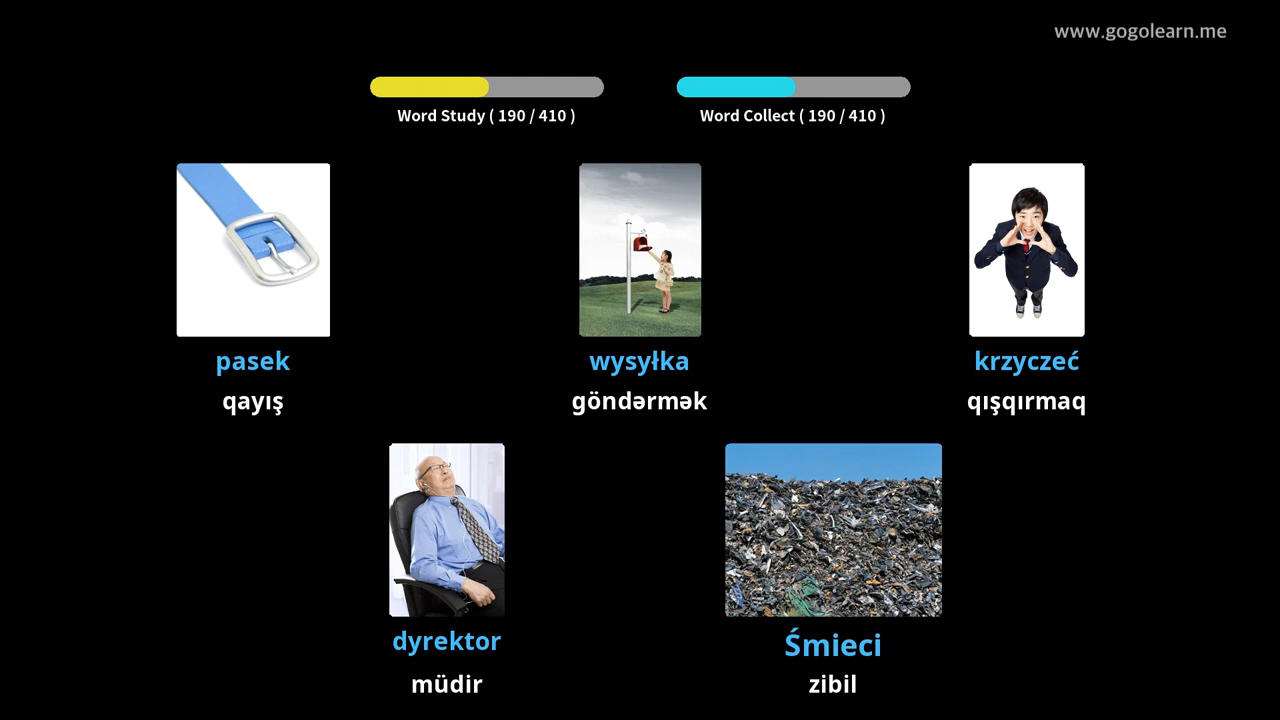 www.gogolearn.me
Word Study ( 190 / 410 )
Word Collect ( 190 / 410 )
pasek
qayış
wysyłka
göndərmək
krzyczeć
qışqırmaq
dyrektor
müdir
Śmieci
zibil